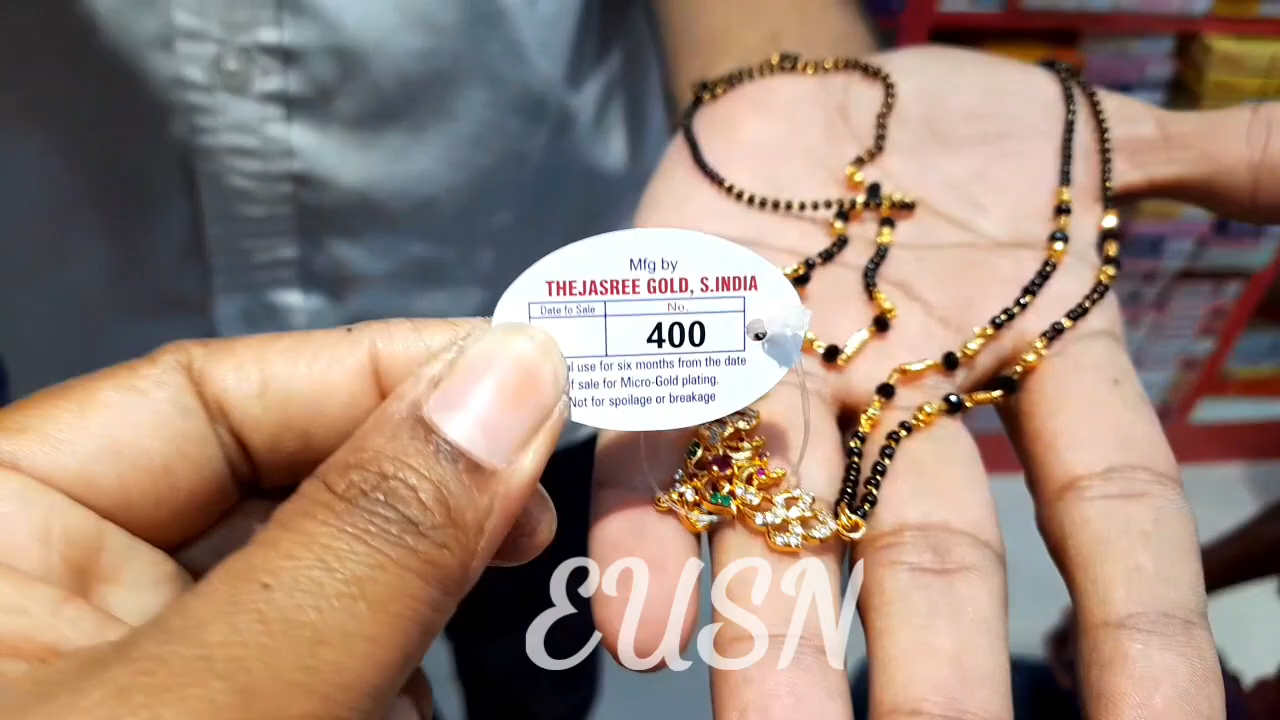 Mfg by
THEJASREE GOLD, S.INDIA
Date to Sale
No.
400
use for six months from the date
sale for Micro-Gold plating.
Not for spoilage or breakage
EUSN